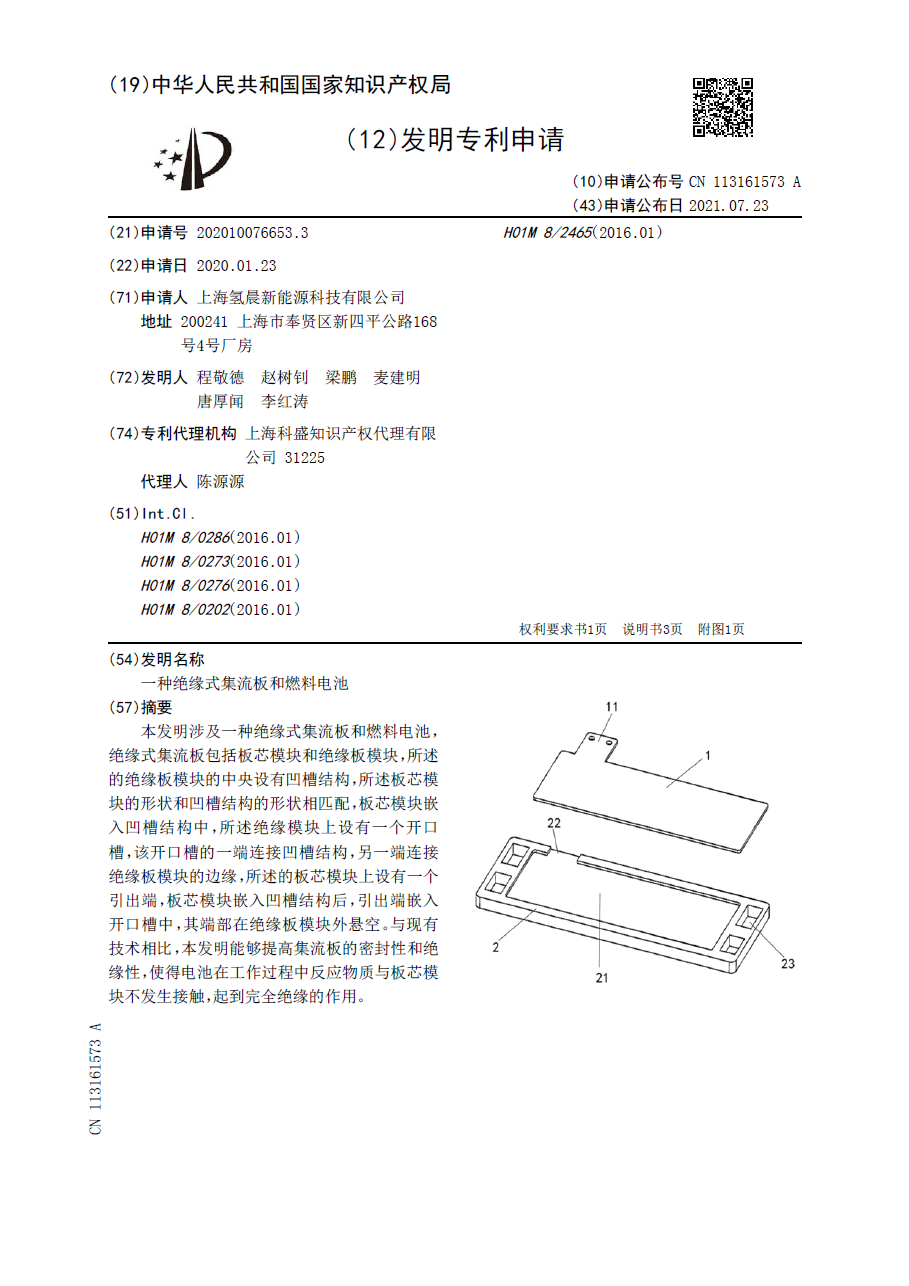 (19)中华人民共和国国家知识产权局
(12)发明专利申请
(10)申请公布号 CN 113161573 A
(43)申请公布日 2021.07.23
(21)申请号 202010076653.3
(22)申请日 2020.01.23
(71)申请人 上海氢晨新能源科技有限公司
地址 200241 上海市奉贤区新四平公路168
号4号厂房
(72)发明人 程敬德 赵树钊 梁鹏 麦建明
唐厚闻 李红涛
(74)专利代理机构 上海科盛知识产权代理有限
公司 31225
代理人 陈源源
(51)Int.Cl.
H01M 8/0286(2016.01)
H01M 8/0273(2016.01)
H01M 8/0276(2016.01)
H01M 8/0202(2016.01)
H01M 8/2465(2016.01)
权利要求书1页 说明书3页 附图1页
(54)发明名称
一种绝缘式集流板和燃料电池
(57)摘要
本发明涉及一种绝缘式集流板和燃料电池，
绝缘式集流板包括板芯模块和绝缘板模块，所述
的绝缘板模块的中央设有凹槽结构，所述板芯模
块的形状和凹槽结构的形状相匹配，板芯模块嵌
入凹槽结构中，所述绝缘模块上设有一个开口
槽，该开口槽的一端连接凹槽结构，另一端连接
绝缘板模块的边缘，所述的板芯模块上设有一个
引出端，板芯模块嵌入凹槽结构后，引出端嵌入
开口槽中，其端部在绝缘板模块外悬空。与现有
技术相比，本发明能够提高集流板的密封性和绝
缘性，使得电池在工作过程中反应物质与板芯模
块不发生接触，起到完全绝缘的作用。
11
1
22
2
21
23
CN 113161573 A